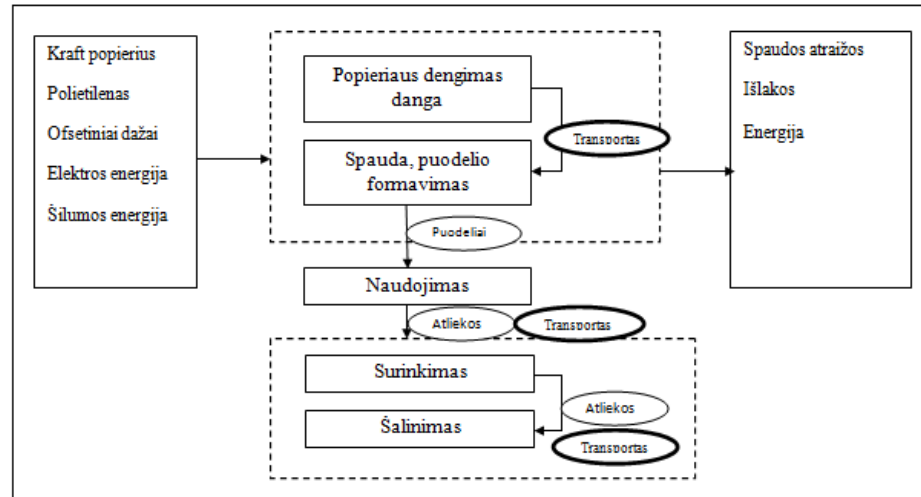 Kraft popierius
Polietilenas
Ofsetiniai dažai
Elektros energija
Šilumos energija
Popieriaus dengimas
danga
Transportas
Spauda, puodelio
formavimas
Puodeliai
Naudojimas
Atliekos
Transportas
Surinkimas
Atliekos
Šalinimas
Transportas
Spaudos atraižos
Išlakos
Energija